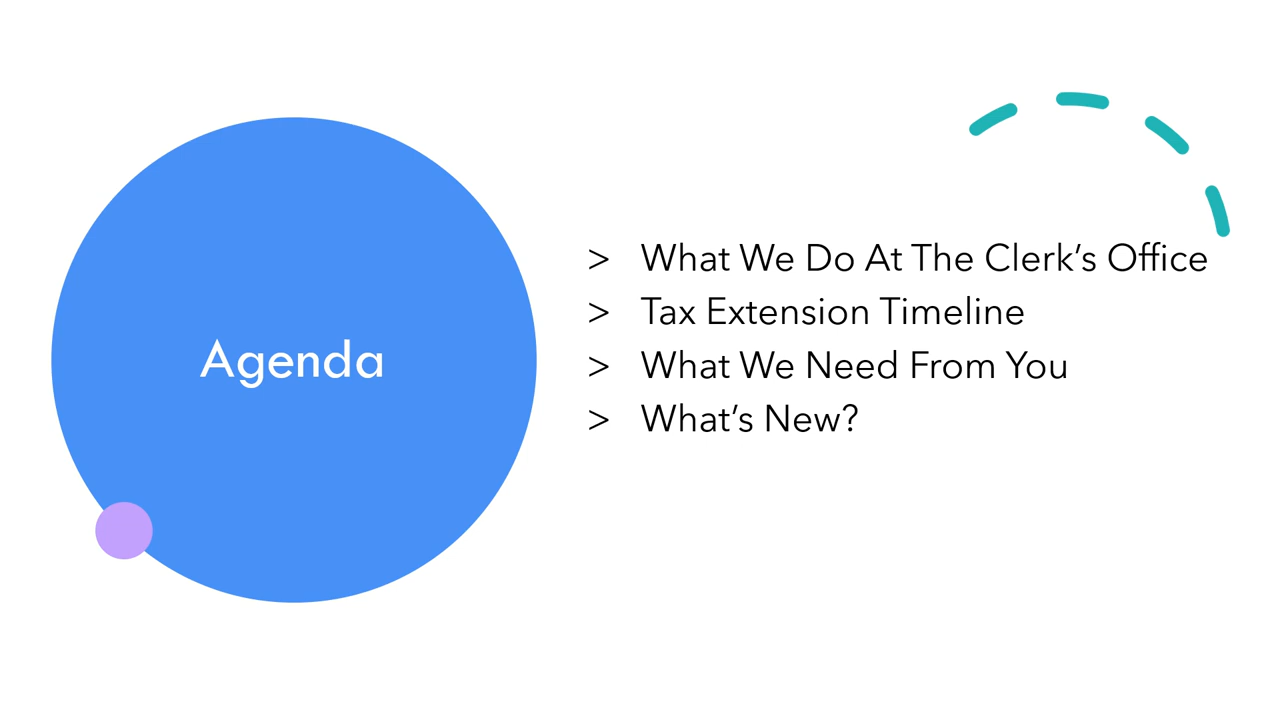 Agenda
> What We Do At The Clerk’s Office
> Tax Extension Timeline
> What We Need From You
> What’s New?